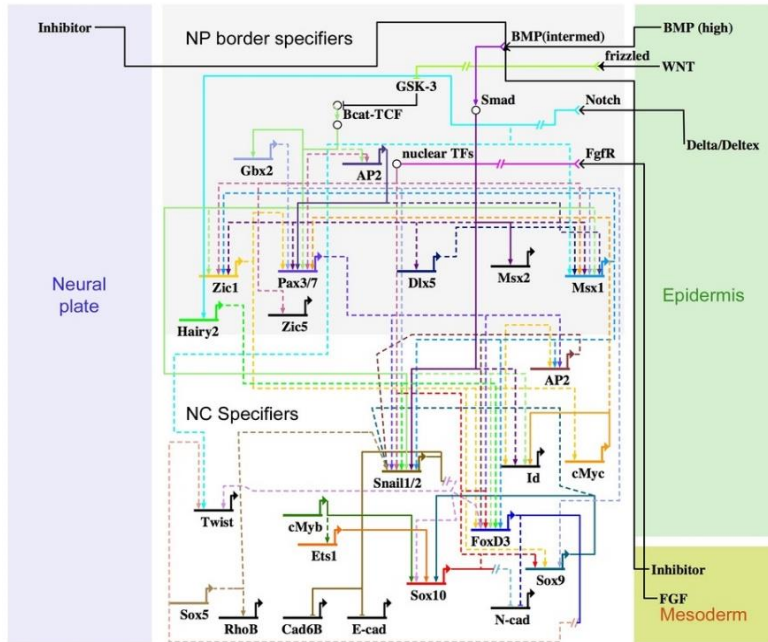 Inhibitor
NP border specifiers
BMP(intermed)
BMP (high)
frizzled
WNT
GSK-3
Smad
Notch
Bcat-TCF
Delta/Deltex
nuclear TFs
FgfR
Gbx2
AP2
Neural
plate
Zic1
Pax3/7
Dlx5
Msx2
Msx1
Epidermis
Hairy2
Zic5
AP2
NC Specifiers
Snail1/2
Id
cMyc
Twist
cMyb
FoxD3
Ets1
Sox10
Sox9
Inhibitor
Sox5
RhoB
Cad6B
E-cad
N-cad
FGF
Mesoderm